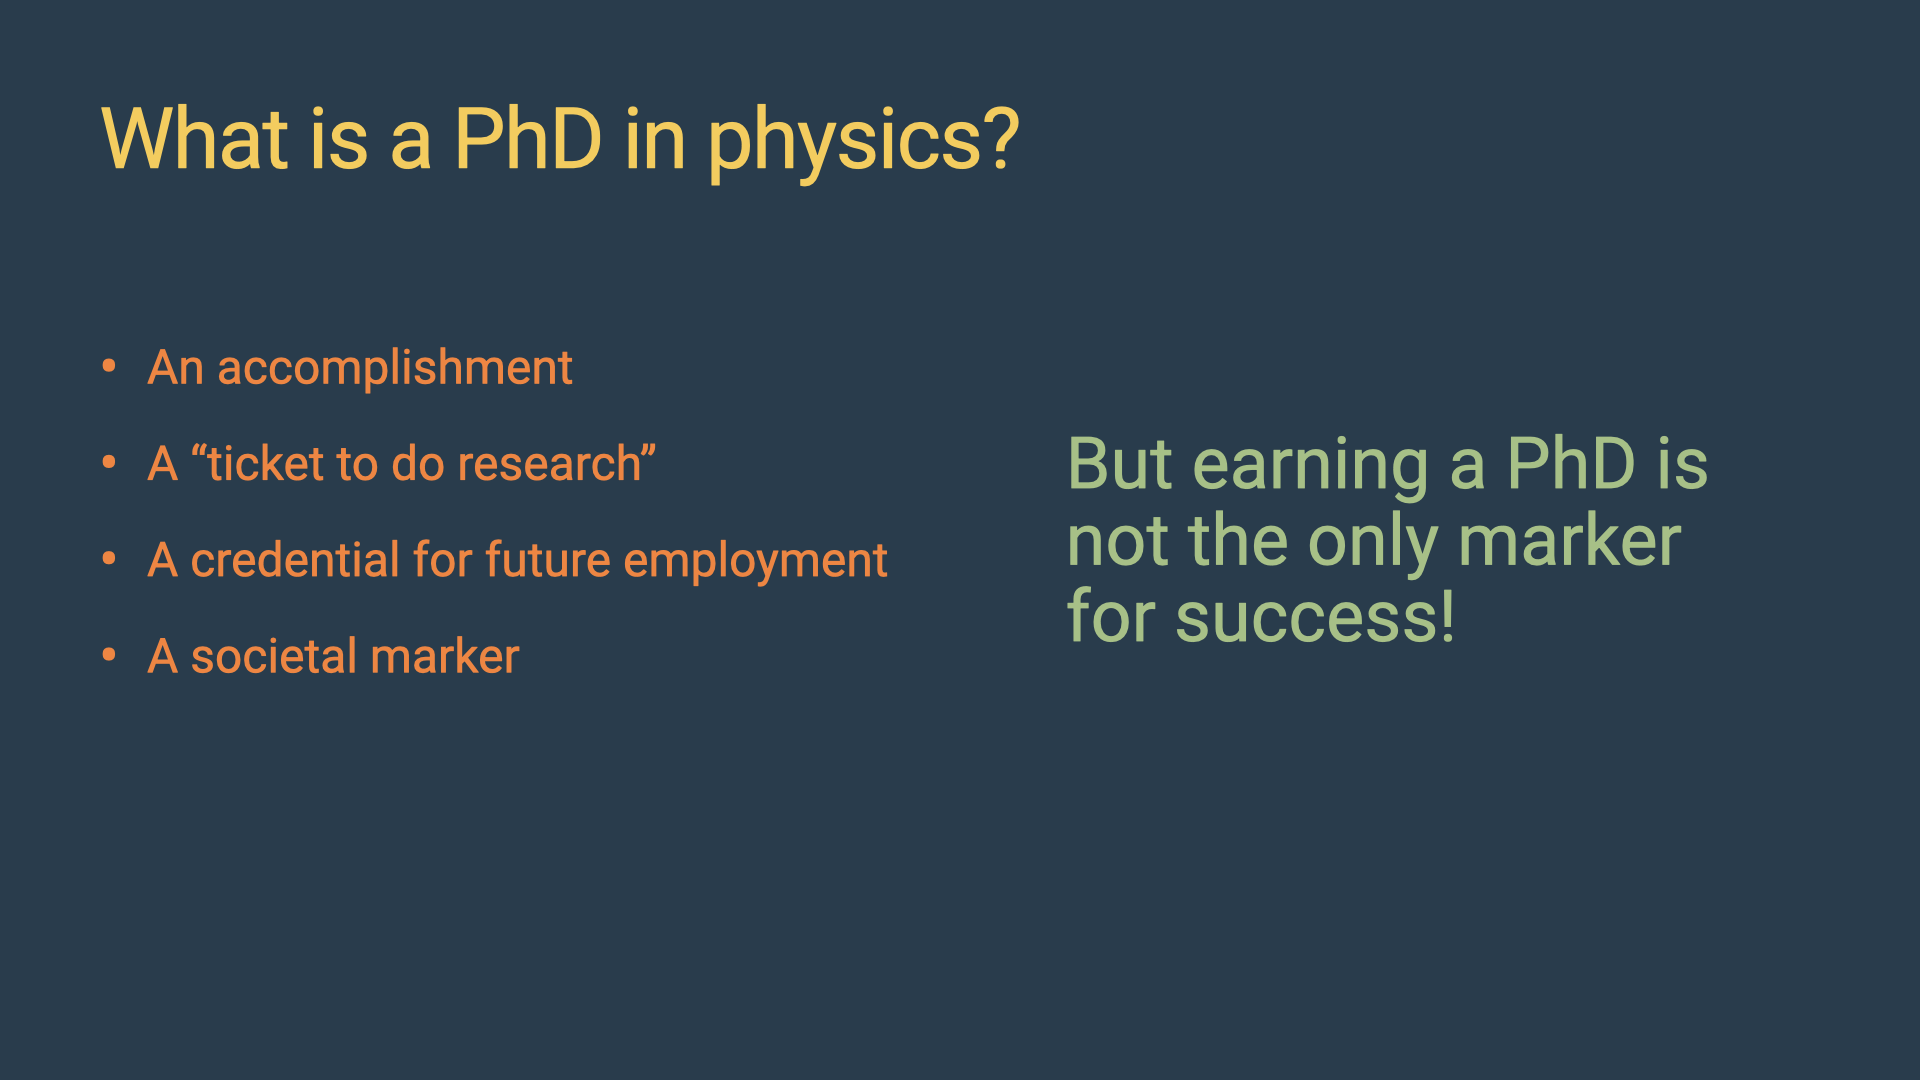 What is a PhD in physics?
• An accomplishment
• A “ticket to do research”
• A credential for future employment
• A societal marker
But earning a PhD is
not the only marker
for success!